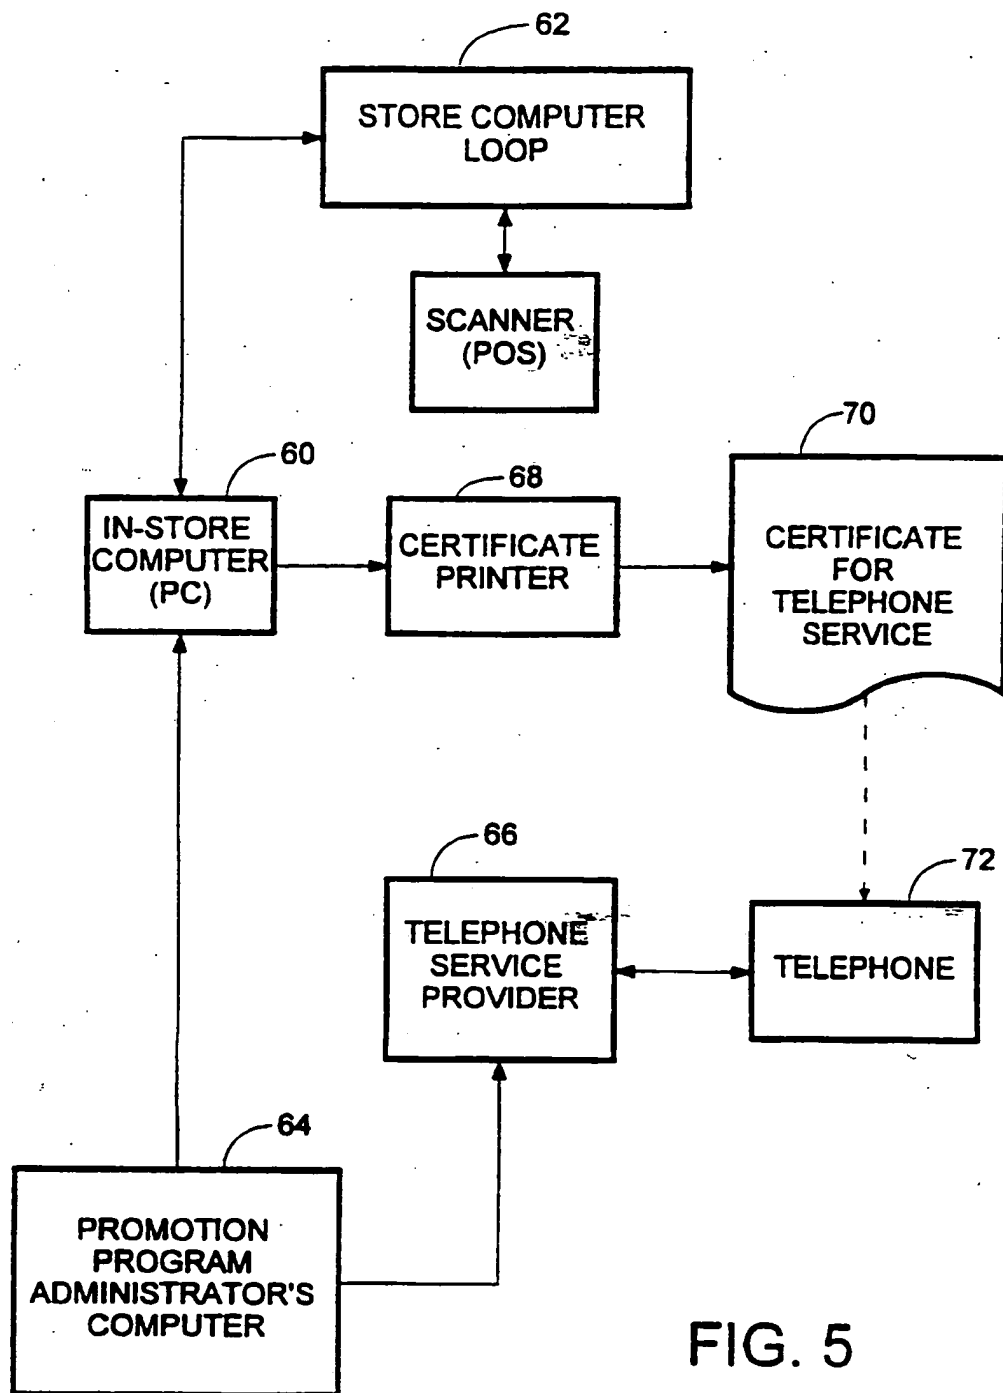 62
STORE COMPUTER
LOOP
SCANNER
(POS)
60
IN-STORE
COMPUTER
(PC)
68
CERTIFICATE
PRINTER
70
CERTIFICATE
FOR
TELEPHONE
SERVICE
66
TELEPHONE
SERVICE
PROVIDER
72
TELEPHONE
64
PROMOTION
PROGRAM
ADMINISTRATOR'S
COMPUTER
FIG. 5